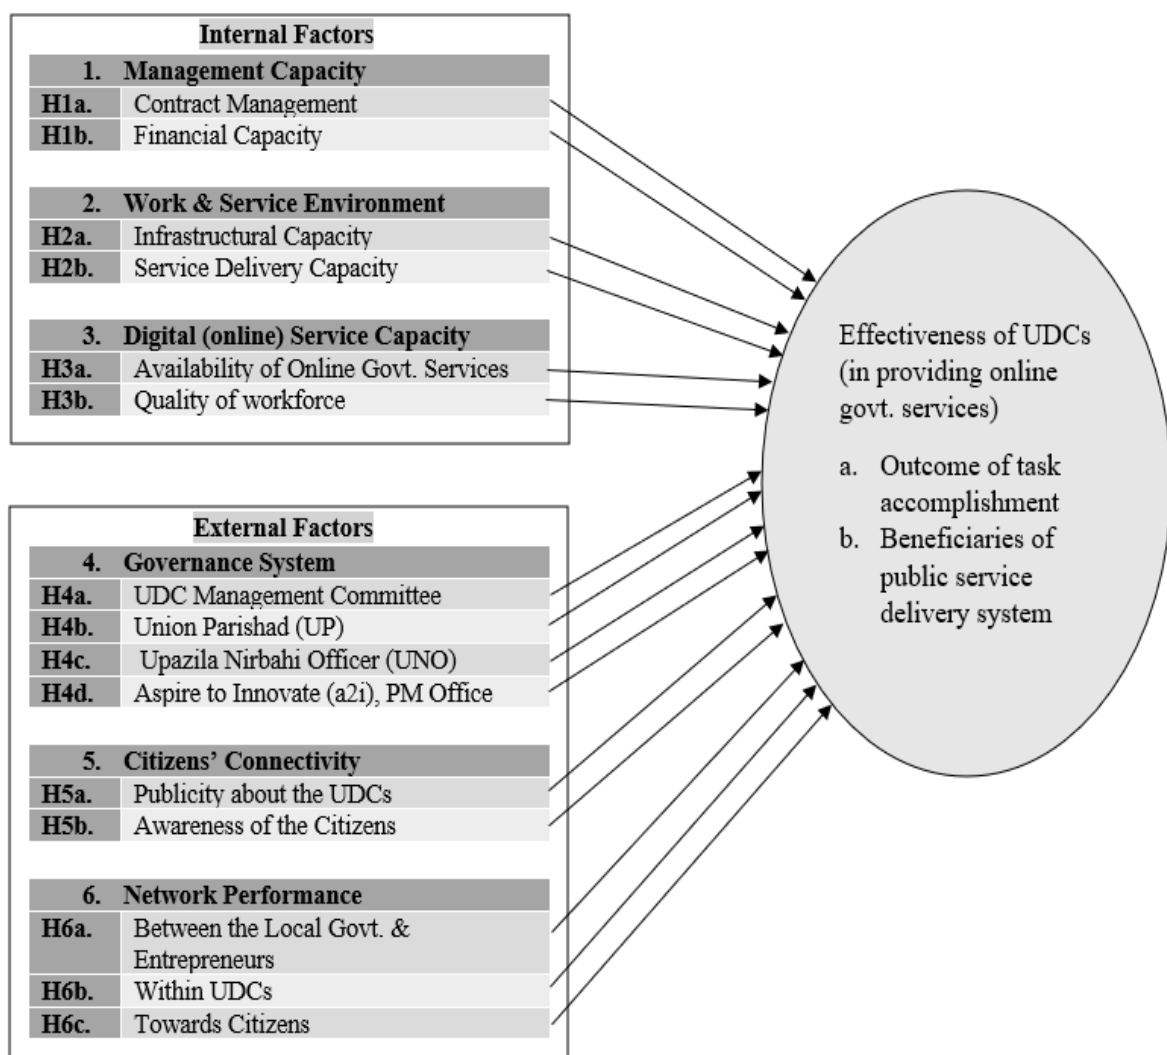 Internal Factors
1. Management Capacity
H1a. Contract Management
H1b. Financial Capacity
2. Work & Service Environment
H2a. Infrastructural Capacity
H2b. Service Delivery Capacity
3. Digital (online) Service Capacity
H3a. Availability of Online Govt. Services
H3b. Quality of workforce
External Factors
4. Governance System
H4a. UDC Management Committee
H4b. Union Parishad (UP)
H4c. Upazila Nirbahi Officer (UNO)
H4d. Aspire to Innovate (a2i), PM Office
5. Citizens’ Connectivity
H5a. Publicity about the UDCs
H5b. Awareness of the Citizens
6. Network Performance
H6a. Between the Local Govt. &
Entrepreneurs
H6b. Within UDCs
H6c. Towards Citizens
Effectiveness of UDCs
(in providing online
govt. services)
a. Outcome of task
accomplishment
b. Beneficiaries of
public service
delivery system